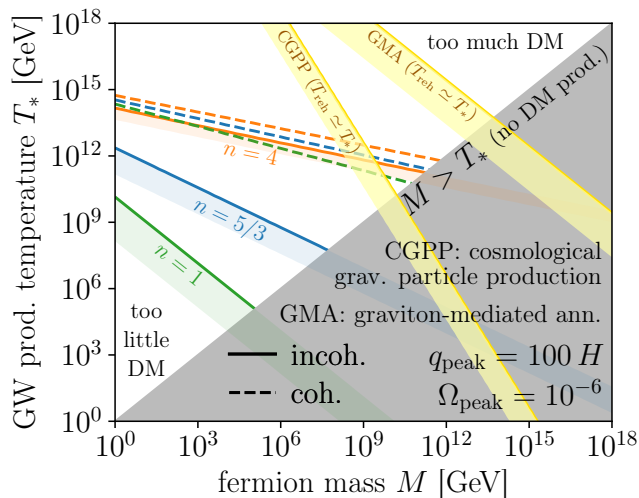 10^18
10^15
10^12
10^9
10^6
10^3
10^0
GW prod. temperature T_* [GeV]
too much DM
CGPP (T_reh ≃ T_*)
GMA (T_reh ≃ T_*)
M > T_* (no DM prod.)
n = 4
n = 5/3
n = 1
CGPP: cosmological
grav. particle production
GMA: graviton-mediated ann.
too
little
DM
incoh.
coh.
q_peak = 100 H
Ω_peak = 10^−6
10^0 10^3 10^6 10^9 10^12 10^15 10^18
fermion mass M [GeV]